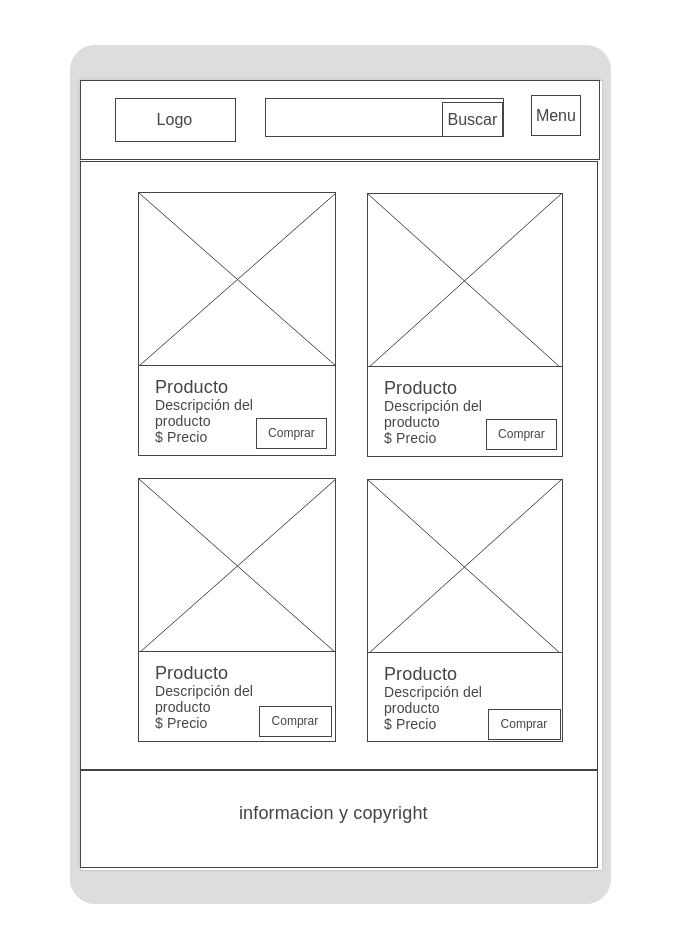 Logo
Buscar
Menu
Producto
Descripción del
producto
$ Precio
Comprar
Producto
Descripción del
producto
$ Precio
Comprar
Producto
Descripción del
producto
$ Precio
Comprar
Producto
Descripción del
producto
$ Precio
Comprar
informacion y copyright